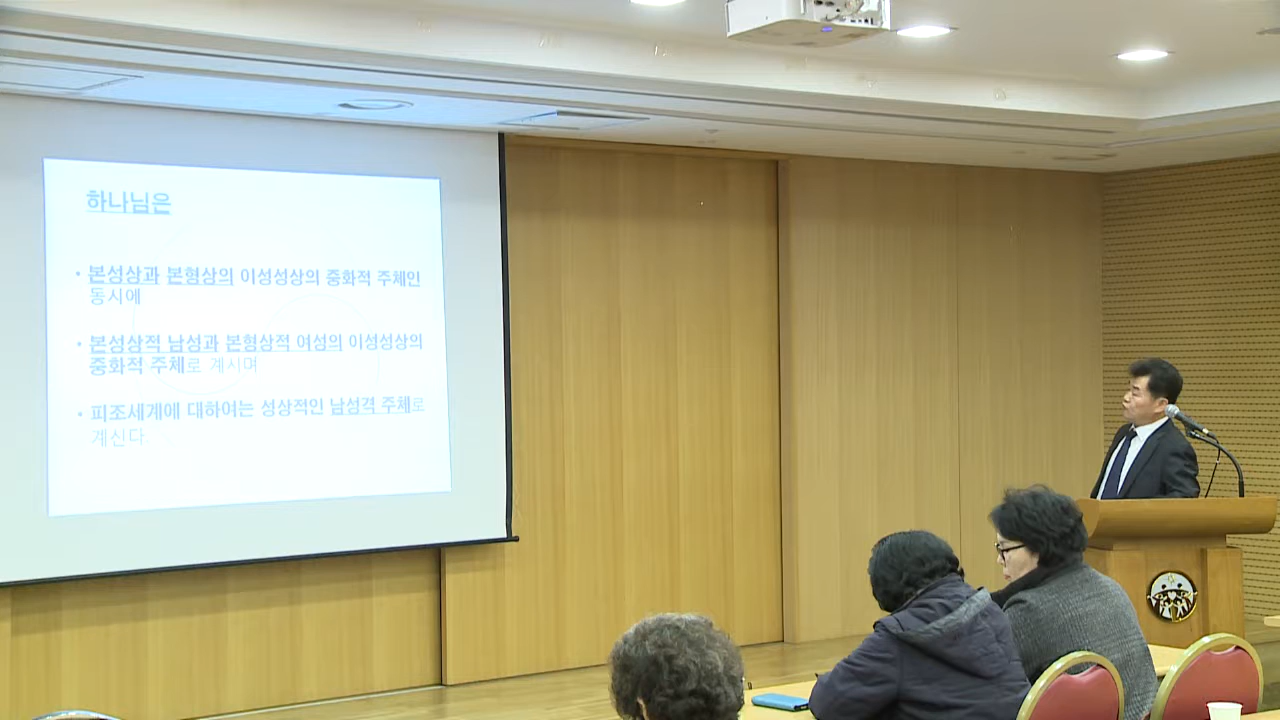 하나님은
• 본성상과 본형상의 이성성상의 중화적 주체인
동시에
• 본성상적 남성과 본형상적 여성의 이성성상의
중화적 주체로 계시며
• 피조세계에 대하여는 성상적인 남성격 주체로
계신다.